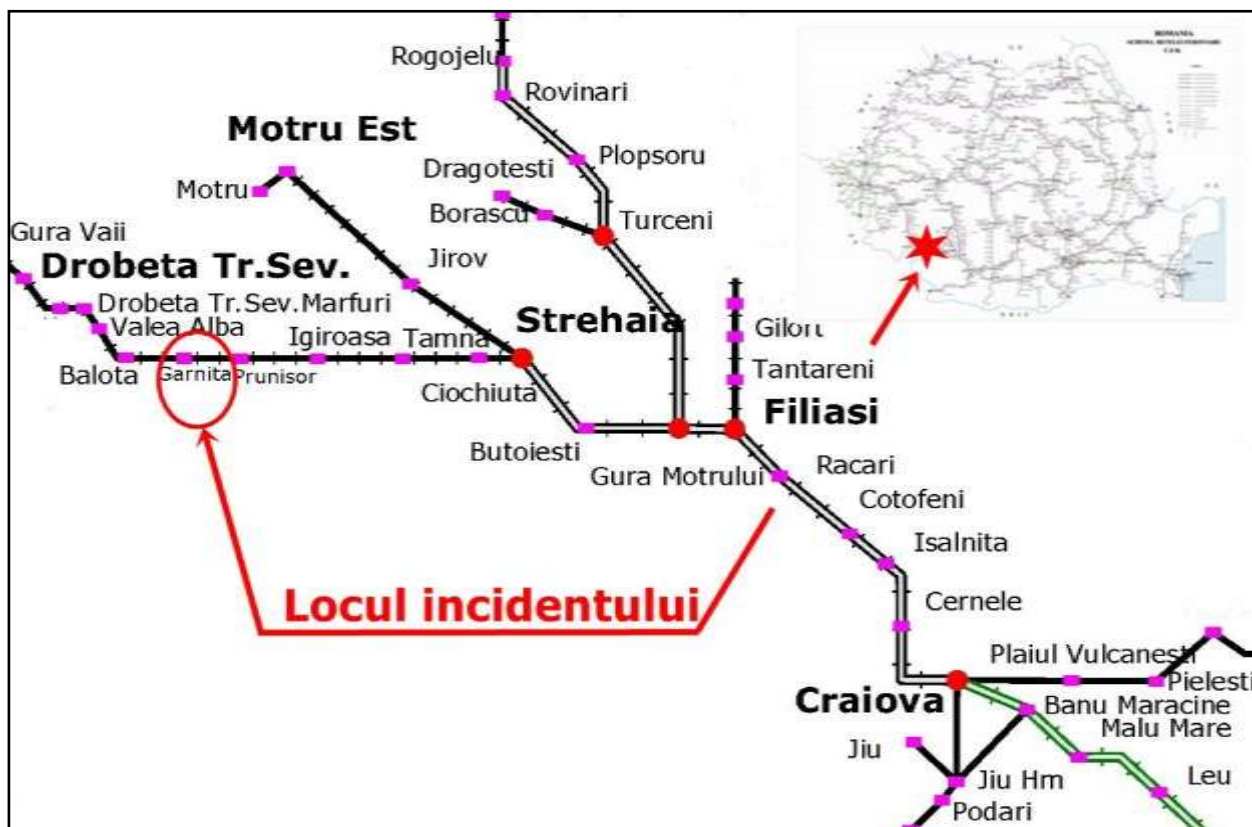 Rogojelu
ROMANIA
Rovinari
Motru Est
Plopsoru
Dragotesti
Motru
Borascu
Turceni
Gura Vaii
Jirov
Drobeta Tr.Sev.
Drobeta Tr.Sev.Marfuri
Strehaia
Valea Alba
Igiroasa
Tamna
Gilort
Balota
Garnita
Prunisor
Tantareni
Ciochiuta
Filiasi
Butoiesti
Gura Motrului
Racari
Cotofeni
Isalnita
Locul incidentului
Cernele
Plaiul Vulcanesti
Pielesti
Craiova
Banu Maracine
Malu Mare
Jiu
Jiu Hm
Leu
Podari